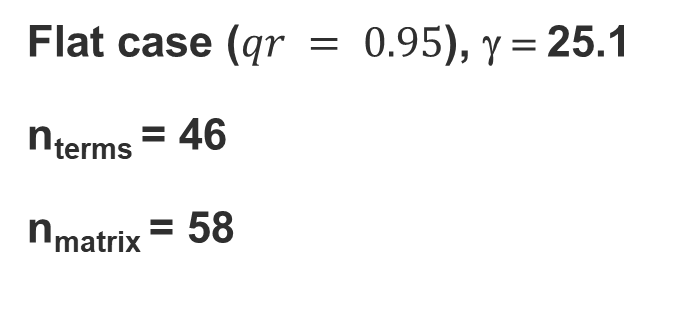 Flat case (qr = 0.95), γ = 25.1
nterms = 46
nmatrix = 58